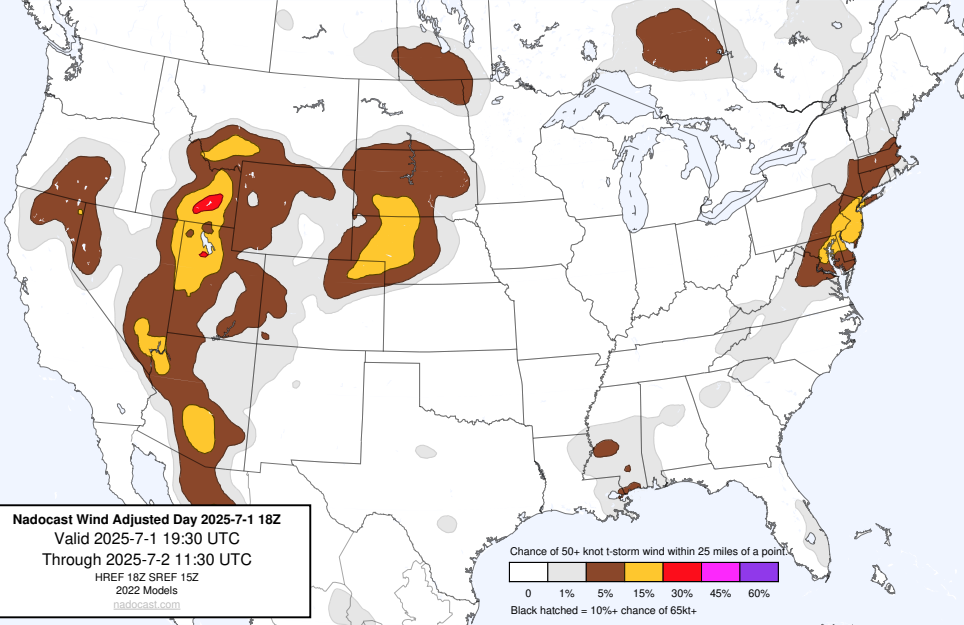 Nadocast Wind Adjusted Day 2025-7-1 18Z
Valid 2025-7-1 19:30 UTC
Through 2025-7-2 11:30 UTC
HREF 18Z SREF 15Z
2022 Models
nadocast.com
Chance of 50+ knot t-storm wind within 25 miles of a point.
0 1% 5% 15% 30% 45% 60%
Black hatched = 10%+ chance of 65kt+